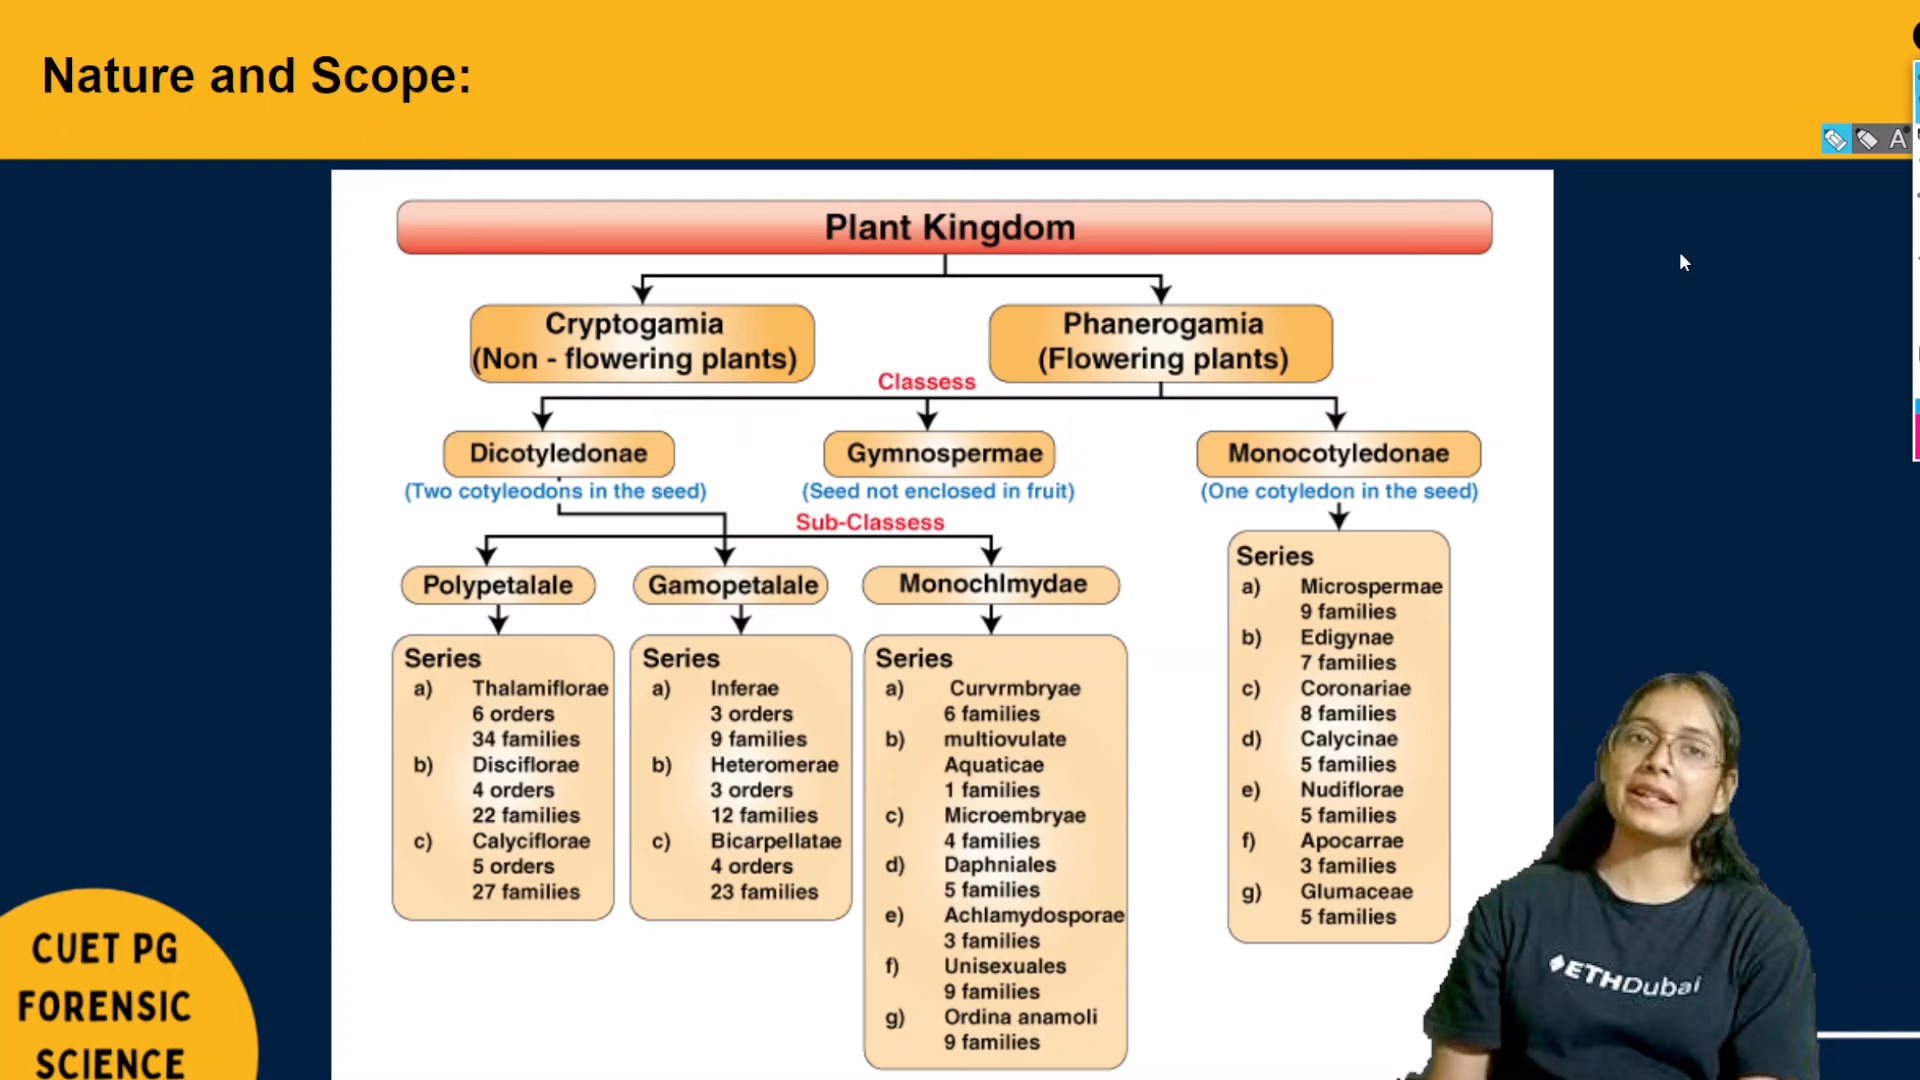 Nature and Scope:
A
Plant Kingdom
Cryptogamia
(Non - flowering plants)
Phanerogamia
(Flowering plants)
Classess
Dicotyledonae
(Two cotyleodons in the seed)
Gymnospermae
(Seed not enclosed in fruit)
Monocotyledonae
(One cotyledon in the seed)
Sub-Classess
Polypetalale
Gamopetalale
Monochlmydae
Series
a) Thalamiflorae
6 orders
34 families
b) Disciflorae
4 orders
22 families
c) Calyciflorae
5 orders
27 families
Series
a) Inferae
3 orders
9 families
b) Heteromerae
3 orders
12 families
c) Bicarpellatae
4 orders
23 families
Series
a) Curvrmbryae
6 families
b) multiovulate
Aquaticae
1 families
c) Microembryae
4 families
d) Daphniales
5 families
e) Achlamydosporae
3 families
f) Unisexuales
9 families
g) Ordina anamoli
9 families
Series
a) Microspermae
9 families
b) Edigynae
7 families
c) Coronariae
8 families
d) Calycinae
5 families
e) Nudiflorae
5 families
f) Apocarrae
3 families
g) Glumaceae
5 families
CUET PG
FORENSIC
SCIENCE
ETHDubai